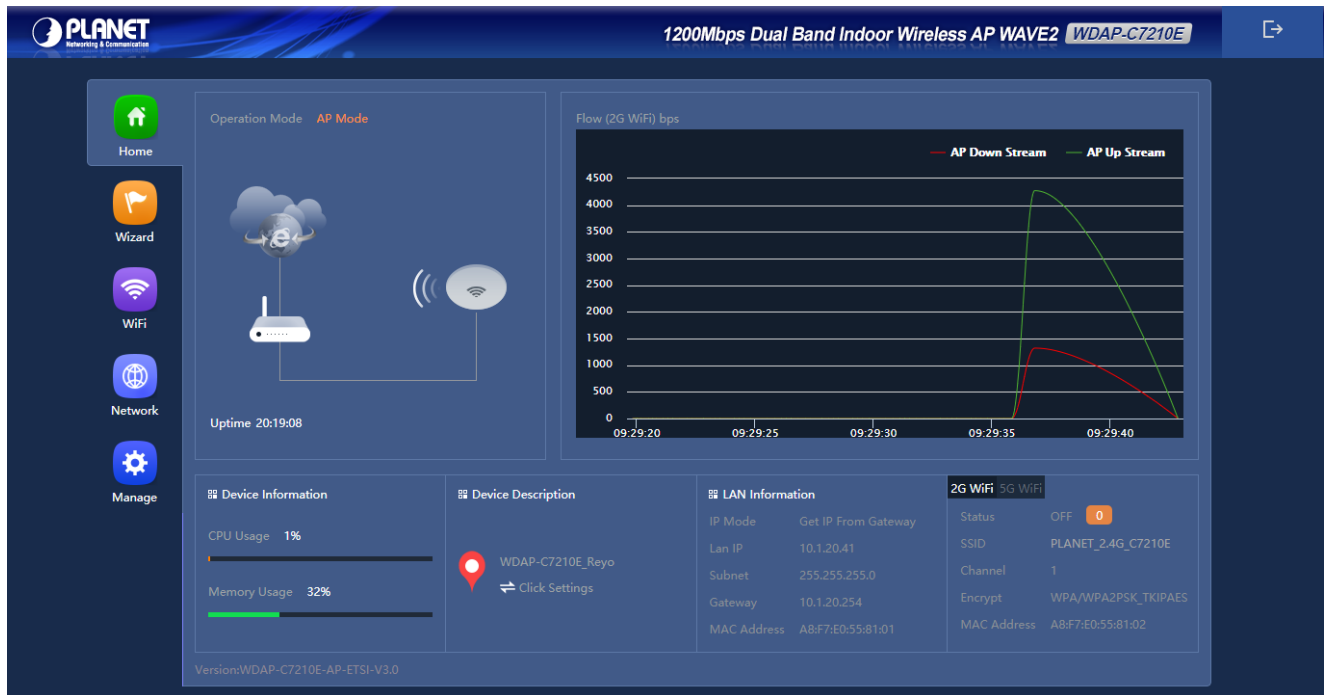 PLANET
Networking & Communication
1200Mbps Dual Band Indoor Wireless AP WAVE2 WDAP-C7210E
Home
Wizard
WiFi
Network
Manage
Operation Mode AP Mode
Uptime 20:19:08
Flow (2G WiFi) bps
AP Down Stream AP Up Stream
4500
4000
3500
3000
2500
2000
1500
1000
500
0
09:29:20 09:29:25 09:29:30 09:29:35 09:29:40
Device Information
CPU Usage 1%
Memory Usage 32%
Device Description
WDAP-C7210E_Reyo
Click Settings
LAN Information
IP Mode Get IP From Gateway
Lan IP 10.1.20.41
Subnet 255.255.255.0
Gateway 10.1.20.254
MAC Address A8:F7:E0:55:81:01
2G WiFi 5G WiFi
Status OFF 0
SSID PLANET_2.4G_C7210E
Channel 1
Encrypt WPA/WPA2PSK_TKIPAES
MAC Address A8:F7:E0:55:81:02
Version:WDAP-C7210E-AP-ETSI-V3.0